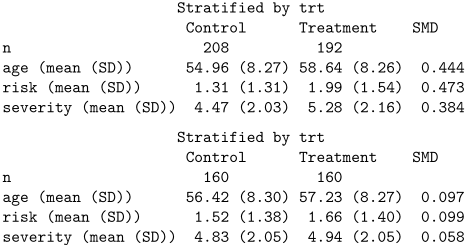 Stratified by trt
Control Treatment SMD
n 208 192
age (mean (SD)) 54.96 (8.27) 58.64 (8.26) 0.444
risk (mean (SD)) 1.31 (1.31) 1.99 (1.54) 0.473
severity (mean (SD)) 4.47 (2.03) 5.28 (2.16) 0.384
Stratified by trt
Control Treatment SMD
n 160 160
age (mean (SD)) 56.42 (8.30) 57.23 (8.27) 0.097
risk (mean (SD)) 1.52 (1.38) 1.66 (1.40) 0.099
severity (mean (SD)) 4.83 (2.05) 4.94 (2.05) 0.058